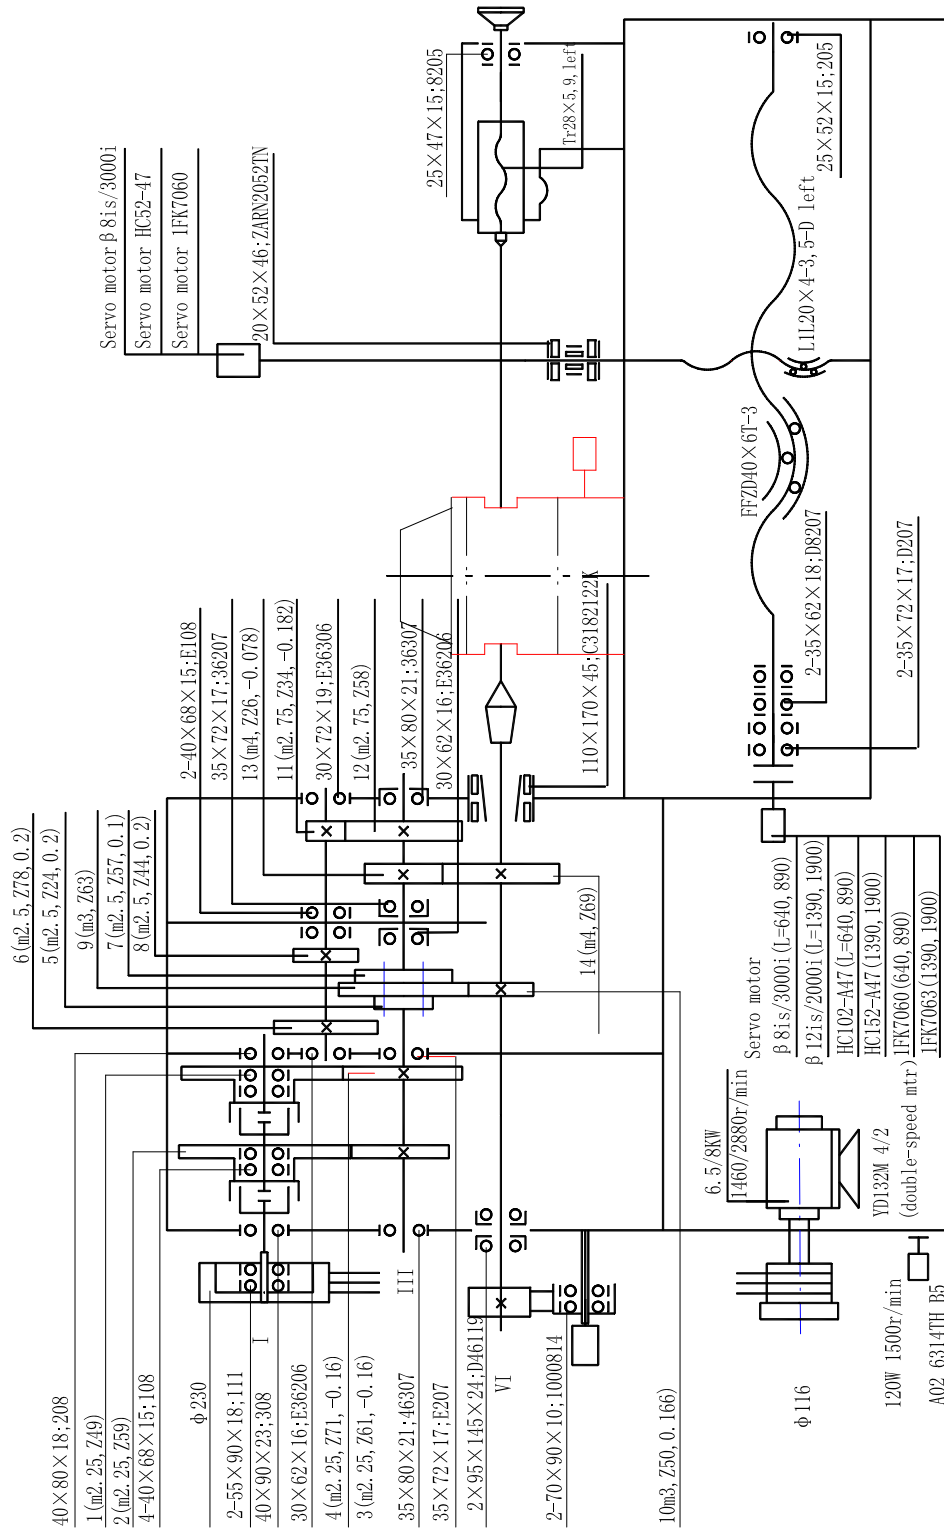 Servo motor β 8is/3000i
Servo motor HC52-47
Servo motor 1FK7060
20×52×46;ZARN2052TN
25×47×15;8205
Tr28×5,9,left
25×52×15;205
L1L20×4-3,5-D left
FFZD40×6T-3
2-35×62×18;D8207
2-35×72×17;D207
6(m2.5,Z78,0.2)
5(m2.5,Z24,0.2)
9(m3,Z63)
7(m2.5,Z57,0.1)
8(m2.5,Z44,0.2)
2-40×68×15;E108
35×72×17;36207
13(m4,Z26,-0.078)
11(m2.75,Z34,-0.182)
30×72×19;E36306
12(m2.75,Z58)
35×80×21;36307
30×62×16;E36206
110×170×45;C3182122K
14(m4,Z69)
40×80×18;208
1(m2.25,Z49)
2(m2.25,Z59)
4-40×68×15;108
φ230
2-55×90×18;111
40×90×23;308
30×62×16;E36206
4(m2.25,Z71,-0.16)
3(m2.25,Z61,-0.16)
35×80×21;46307
35×72×17;E207
2×95×145×24;D46119
2-70×90×10;1000814
10m3,Z50,0.166)
I
III
VI
Servo motor
β 8is/3000i(L=640,890)
β 12is/2000i(L=1390,1900)
HC102-A47(L=640,890)
HC152-A47(1390,1900)
1FK7060(640,890)
1FK7063(1390,1900)
6.5/8KW
1460/2880r/min
YD132M 4/2
(double-speed mtr)
φ116
120W 1500r/min
A02 6314TH B5